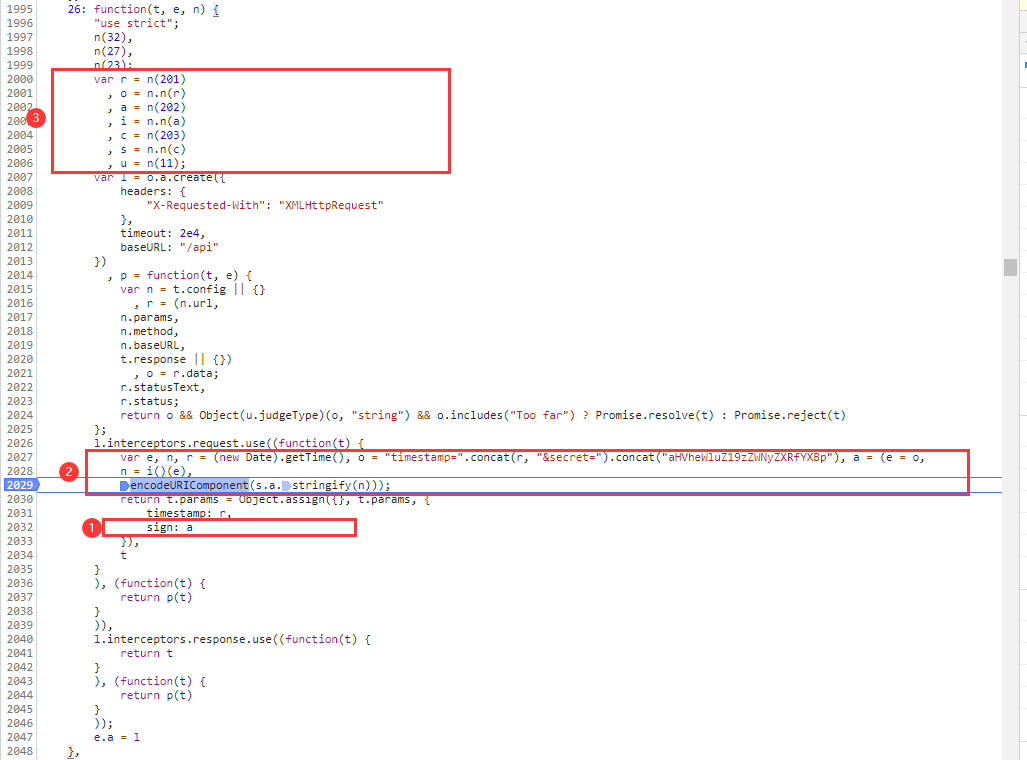 1995 26: function(t, e, n) {
1996 "use strict";
1997 n(32),
1998 n(27),
1999 n(23);
2000 var r = n(201)
2001 , o = n.n(r)
2002 , a = n(202)
2003 , i = n.n(a)
3
2004 , c = n(203)
2005 , s = n.n(c)
2006 , u = n(11);
2007 var l = o.a.create({
2008 headers: {
2009 "X-Requested-With": "XMLHttpRequest"
2010 },
2011 timeout: 2e4,
2012 baseURL: "/api"
2013 })
2014 , p = function(t, e) {
2015 var n = t.config || {}
2016 , r = (n.url,
2017 n.params,
2018 n.method,
2019 n.baseURL,
2020 t.response || {})
2021 , o = r.data;
2022 r.statusText,
2023 r.status;
2024 return o && Object(u.judgeType)(o, "string") && o.includes("Too far") ? Promise.resolve(t) : Promise.reject(t)
2025 };
2026 l.interceptors.request.use((function(t) {
2027 var e, n, r = (new Date).getTime(), o = "timestamp=".concat(r, "&secret=").concat("aHVheWluZ19zZWNyZXRfYXBp"), a = (e = o,
2028 n = i()(e),
2
2029 encodeURIComponent(s.a.stringify(n)));
2030 return t.params = Object.assign({}, t.params, {
2031 timestamp: r,
2032 sign: a
1
2033 }),
2034 t
2035 }
2036 ), (function(t) {
2037 return p(t)
2038 }
2039 )),
2040 l.interceptors.response.use((function(t) {
2041 return t
2042 }
2043 ), (function(t) {
2044 return p(t)
2045 }
2046 ));
2047 e.a = l
2048 },